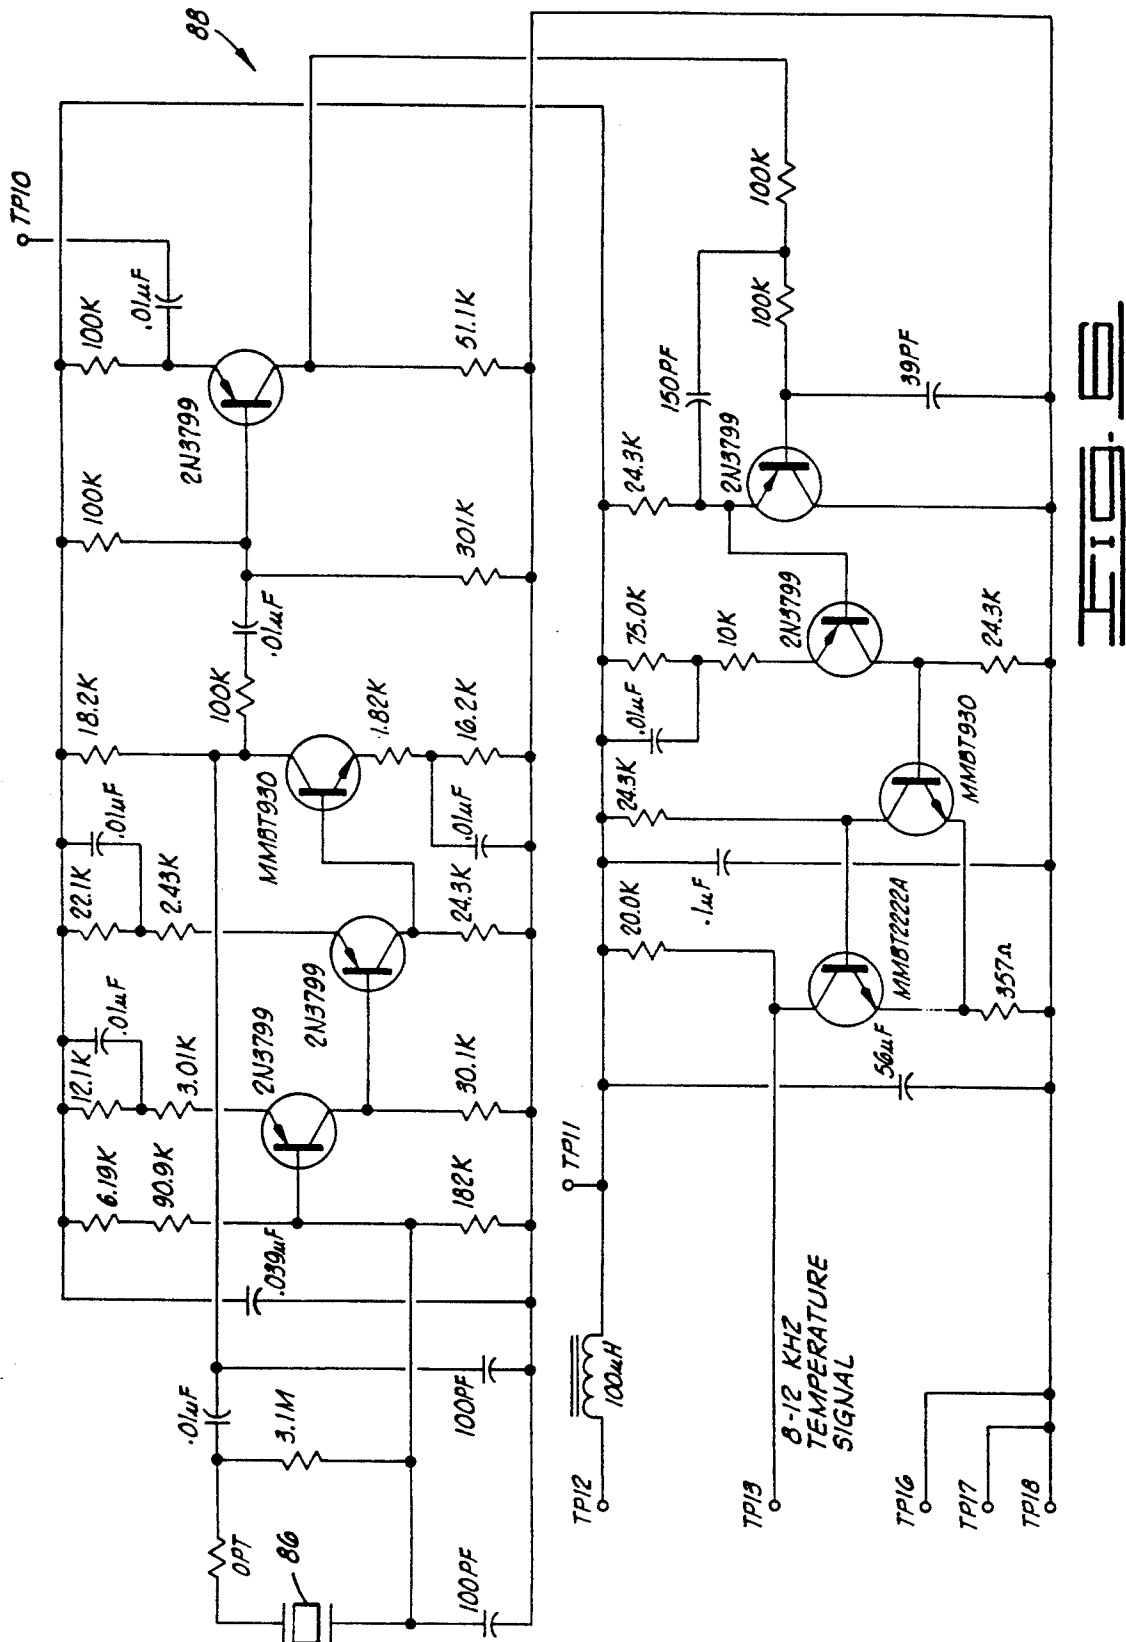 88
TP10
100K
.01µF
2N3799
51.1K
100K
301K
.01µF
100K
18.2K
MMBT930
1.82K
16.2K
.01µF
.01µF
22.1K
2.43K
2N3799
24.3K
.01µF
12.1K
3.01K
2N3799
30.1K
6.19K
90.9K
182K
.039µF
.01µF
3.1M
100PF
OPT
86
100PF
100K
100K
150PF
39PF
24.3K
2N3799
75.0K
10K
.01µF
2N3799
24.3K
24.3K
MMBT930
.1µF
20.0K
MMBT2222A
357Ω
56µF
TP11
100µH
TP12
8-12 KHZ
TEMPERATURE
SIGNAL
TP13
TP16
TP17
TP18
FIG. 6